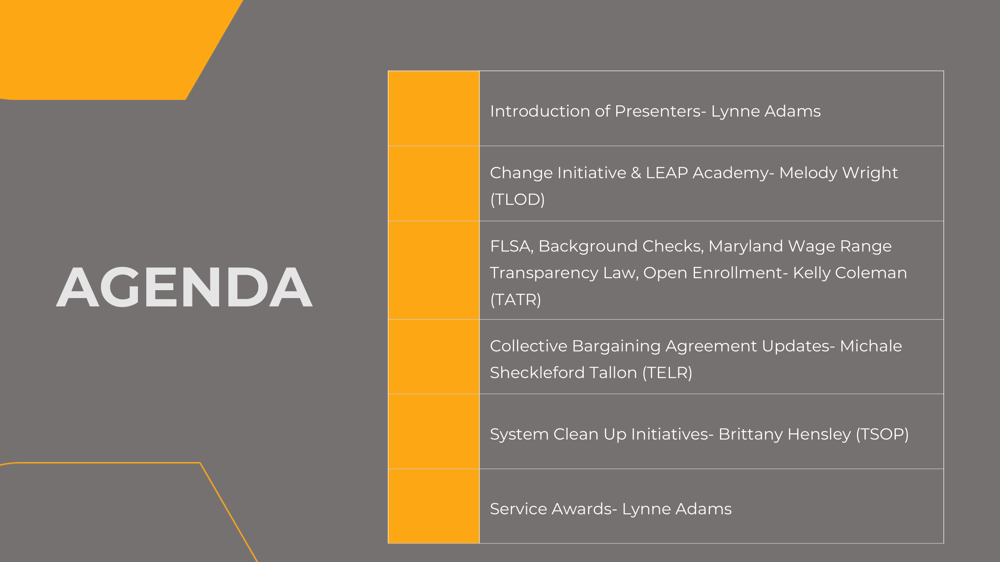 AGENDA
Introduction of Presenters- Lynne Adams
Change Initiative & LEAP Academy- Melody Wright
(TLOD)
FLSA, Background Checks, Maryland Wage Range
Transparency Law, Open Enrollment- Kelly Coleman
(TATR)
Collective Bargaining Agreement Updates- Michale
Sheckleford Tallon (TELR)
System Clean Up Initiatives- Brittany Hensley (TSOP)
Service Awards- Lynne Adams